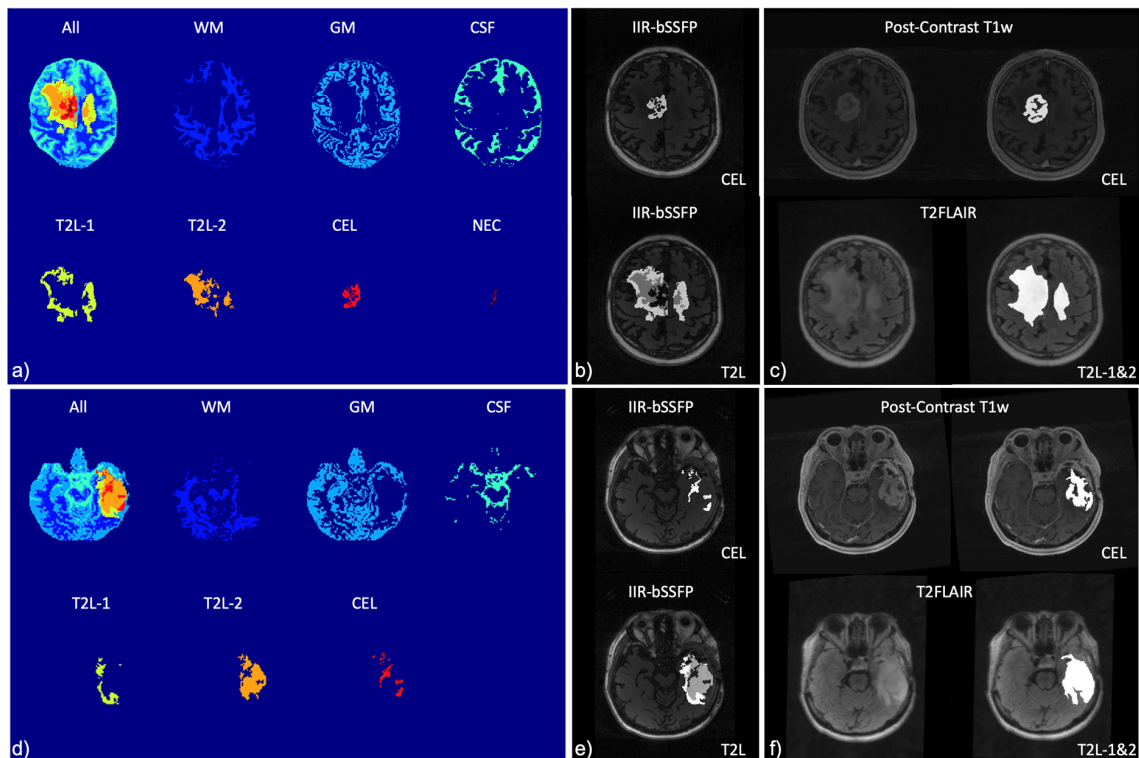 All WM GM CSF
T2L-1 T2L-2 CEL NEC
a)
IIR-bSSFP
CEL
IIR-bSSFP
T2L
b)
Post-Contrast T1w
CEL
T2FLAIR
T2L-1&2
c)
All WM GM CSF
T2L-1 T2L-2 CEL
d)
IIR-bSSFP
CEL
IIR-bSSFP
T2L
e)
Post-Contrast T1w
CEL
T2FLAIR
T2L-1&2
f)